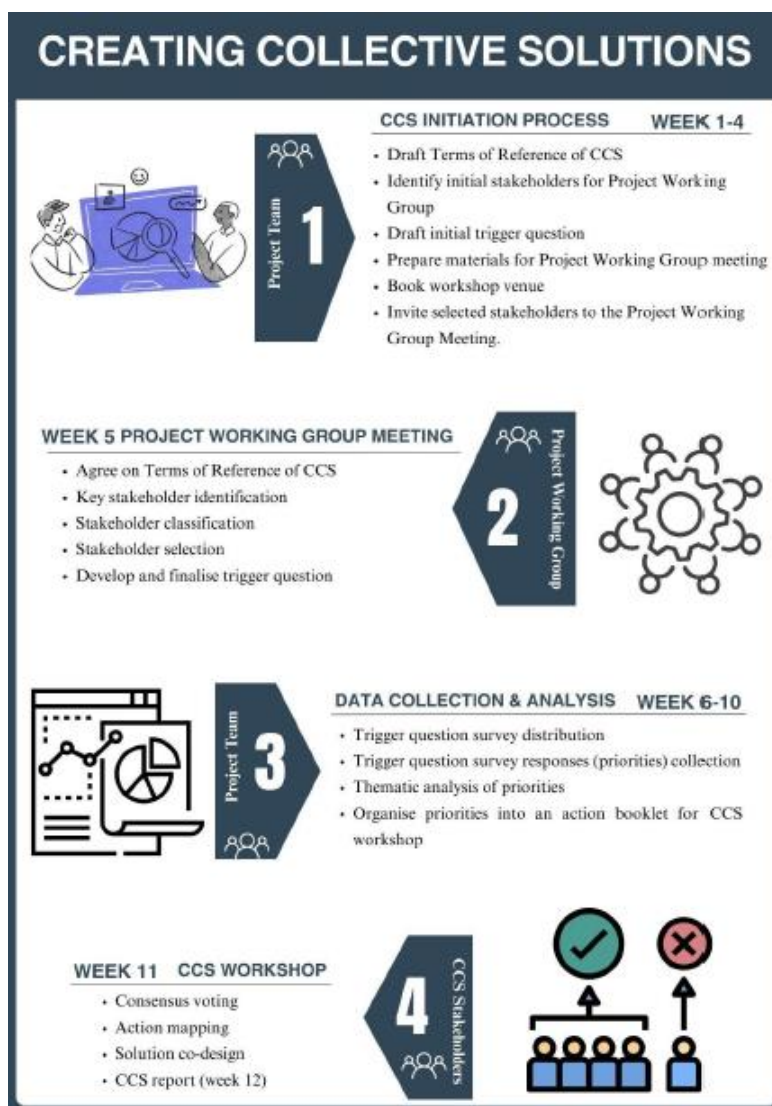 CREATING COLLECTIVE SOLUTIONS
CCS INITIATION PROCESS WEEK 1-4
Project Team
1
• Draft Terms of Reference of CCS
• Identify initial stakeholders for Project Working
Group
• Draft initial trigger question
• Prepare materials for Project Working Group meeting
• Book workshop venue
• Invite selected stakeholders to the Project Working
Group Meeting.
WEEK 5 PROJECT WORKING GROUP MEETING
• Agree on Terms of Reference of CCS
• Key stakeholder identification
• Stakeholder classification
• Stakeholder selection
• Develop and finalise trigger question
2
Project Working Group
DATA COLLECTION & ANALYSIS WEEK 6-10
Project Team
3
• Trigger question survey distribution
• Trigger question survey responses (priorities) collection
• Thematic analysis of priorities
• Organise priorities into an action booklet for CCS
workshop
WEEK 11 CCS WORKSHOP
• Consensus voting
• Action mapping
• Solution co-design
• CCS report (week 12)
4
CCS Stakeholders